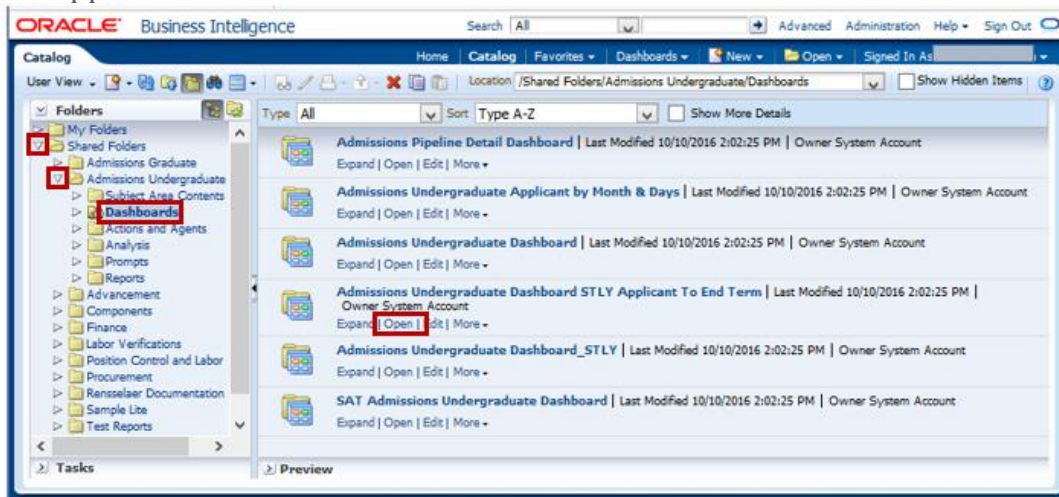 ORACLE Business Intelligence Search All Advanced Administration Help Sign Out
Catalog Home Catalog Favorites Dashboards New Open Signed In As
User View Location /Shared Folders/Admissions Undergraduate/Dashboards Show Hidden Items
Folders
My Folders
Shared Folders
Admissions Graduate
Admissions Undergraduate
Subject Area Contents
Dashboards
Actions and Agents
Analysis
Prompts
Reports
Advancement
Components
Finance
Labor Verifications
Position Control and Labor
Procurement
Rensselaer Documentation
Sample Lite
Test Reports
Tasks
Type All Sort Type A-Z Show More Details
Admissions Pipeline Detail Dashboard | Last Modified 10/10/2016 2:02:25 PM | Owner System Account
Expand | Open | Edit | More
Admissions Undergraduate Applicant by Month & Days | Last Modified 10/10/2016 2:02:25 PM | Owner System Account
Expand | Open | Edit | More
Admissions Undergraduate Dashboard | Last Modified 10/10/2016 2:02:25 PM | Owner System Account
Expand | Open | Edit | More
Admissions Undergraduate Dashboard STLY Applicant To End Term | Last Modified 10/10/2016 2:02:25 PM |
Owner System Account
Expand | Open | Edit | More
Admissions Undergraduate Dashboard_STLY | Last Modified 10/10/2016 2:02:25 PM | Owner System Account
Expand | Open | Edit | More
SAT Admissions Undergraduate Dashboard | Last Modified 10/10/2016 2:02:25 PM | Owner System Account
Expand | Open | Edit | More
Preview